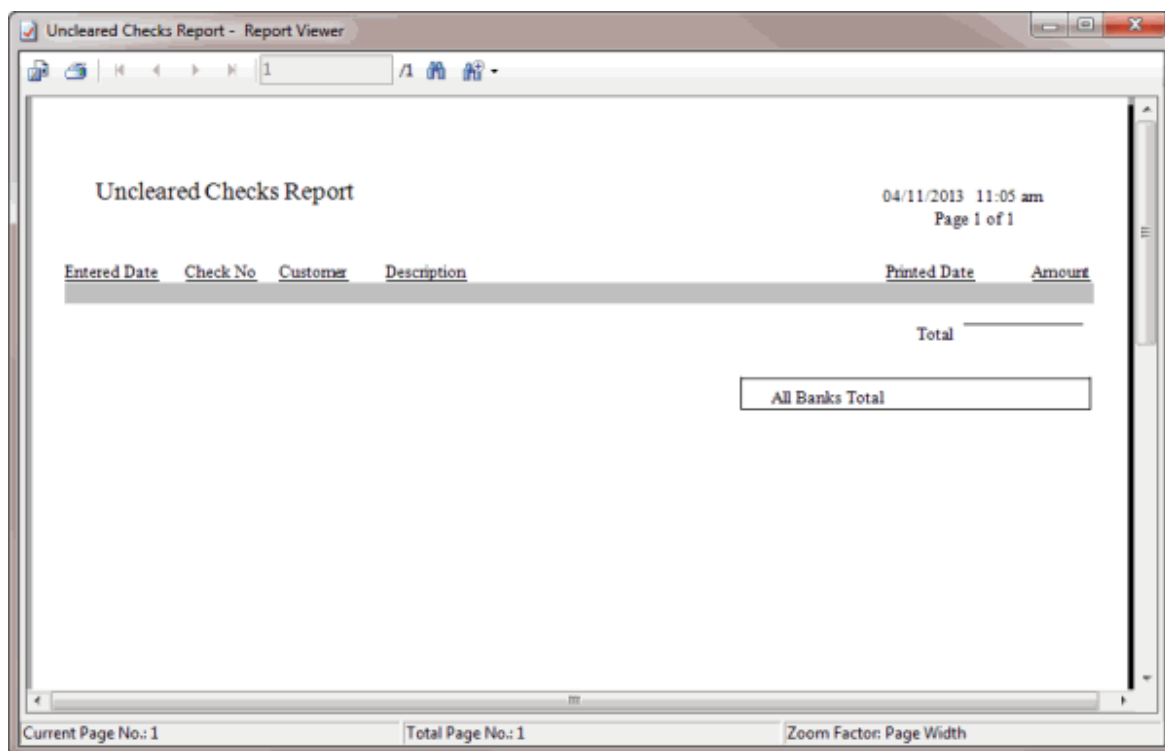 Uncleared Checks Report - Report Viewer
1 /1
Uncleared Checks Report
04/11/2013 11:05 am
Page 1 of 1
Entered Date Check No Customer Description Printed Date Amount
Total
All Banks Total
Current Page No.: 1 Total Page No.: 1 Zoom Factor: Page Width